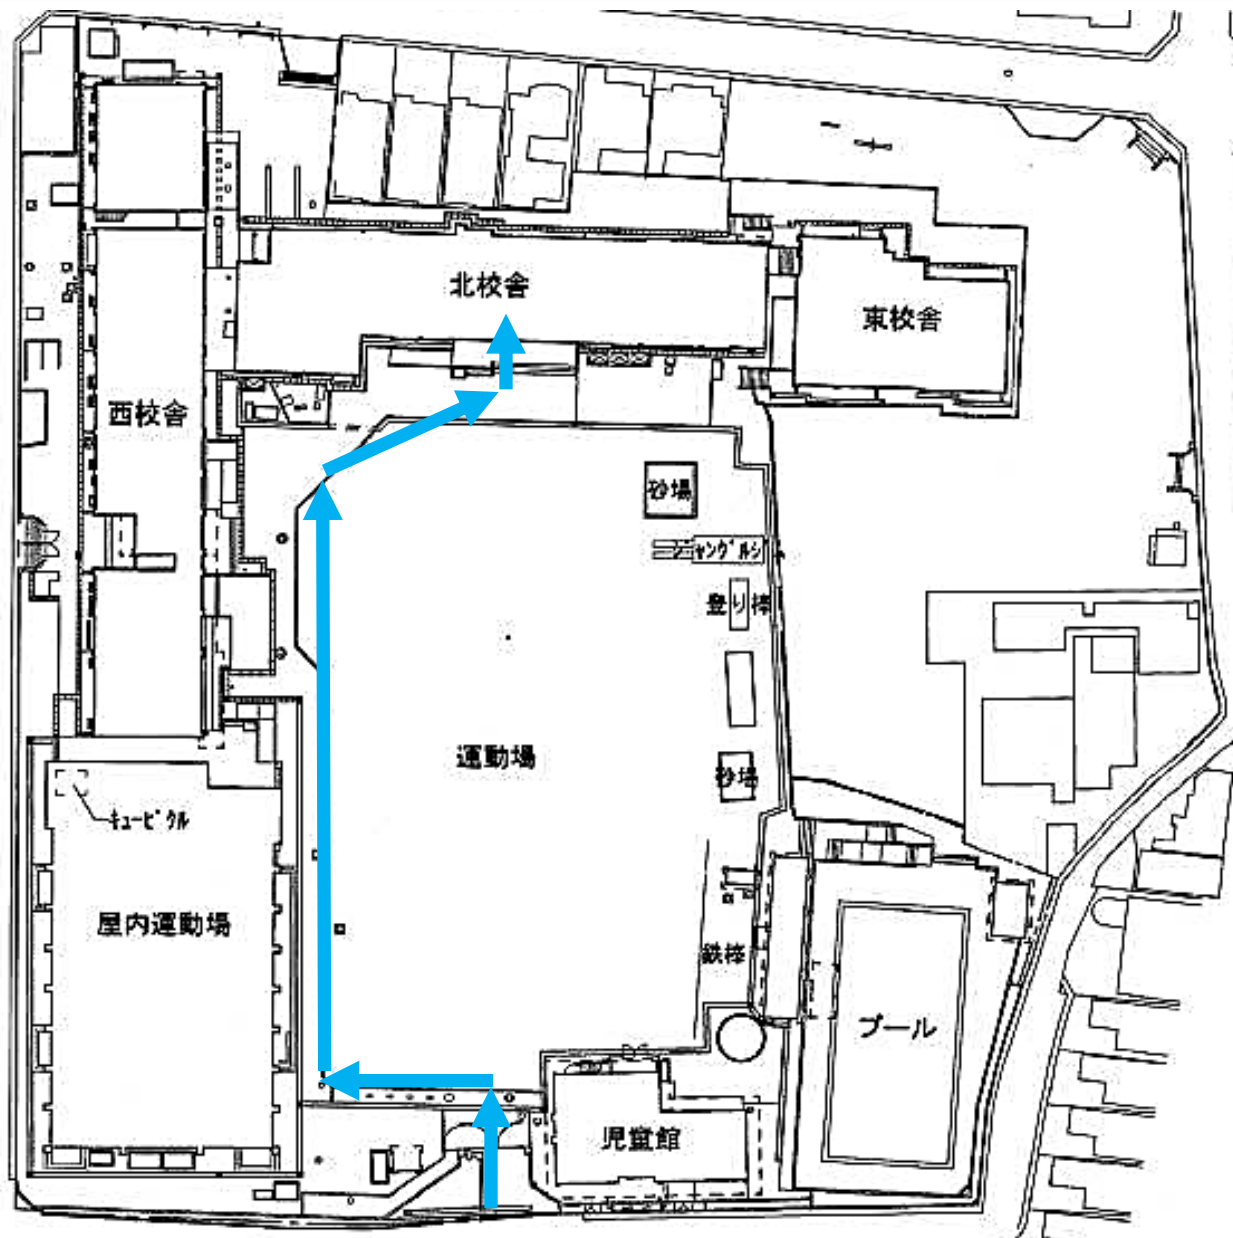 北校舎
東校舎
西校舎
砂場
ジャングルジ
登り棒
運動場
砂場
キュービクル
屋内運動場
鉄棒
プール
児童館